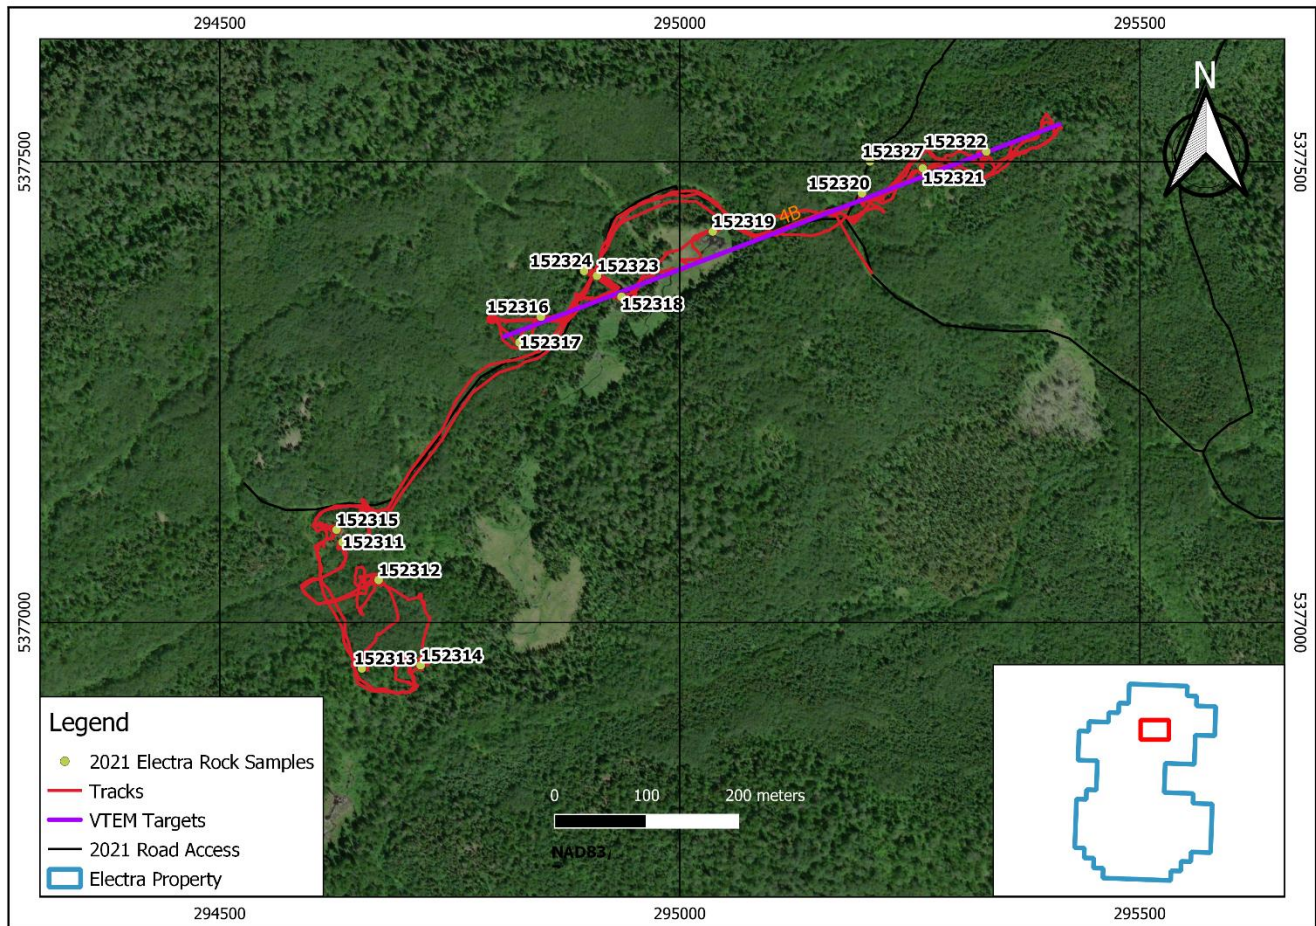 294500
295000
295500
N
5377500
5377500
152322
152327
152321
152320
4B
152319
152324
152323
152318
152316
152317
152315
152311
152312
5377000
5377000
152313
152314
Legend
2021 Electra Rock Samples
Tracks
VTEM Targets
2021 Road Access
Electra Property
0 100 200 meters
NAD83,
294500
295000
295500